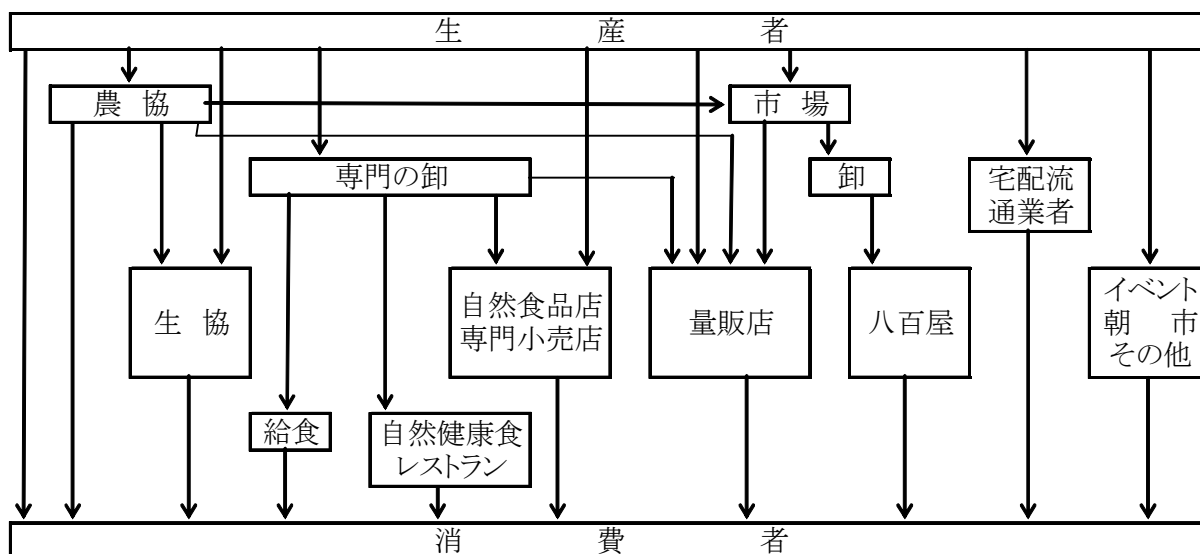 生産者
農協
市場
専門の卸
卸
宅配流
通業者
生協
自然食品店
専門小売店
量販店
八百屋
イベント
朝市
その他
給食
自然健康食
レストラン
消費者